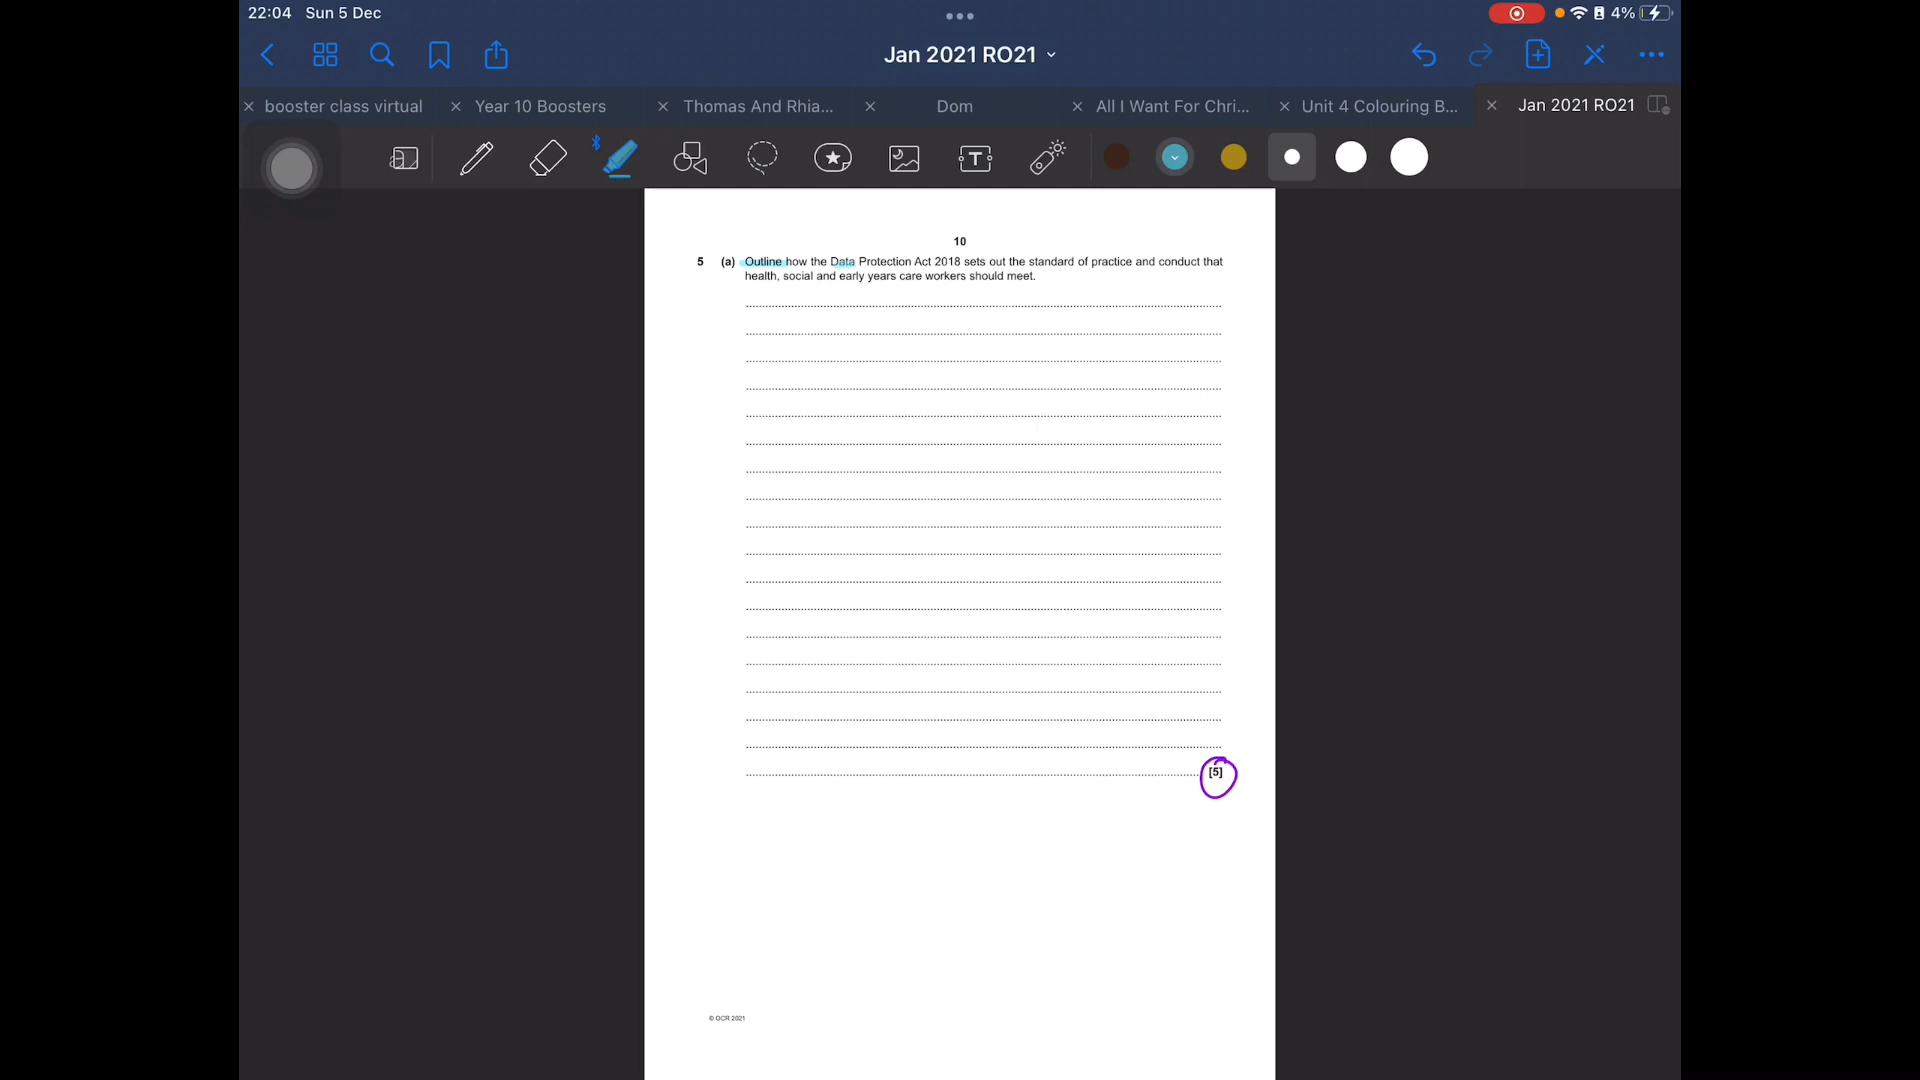 22:04 Sun 5 Dec
4%
Jan 2021 RO21
booster class virtual
Year 10 Boosters
Thomas And Rhia...
Dom
All I Want For Chri...
Unit 4 Colouring B...
Jan 2021 RO21
10
5 (a) Outline how the Data Protection Act 2018 sets out the standard of practice and conduct that
health, social and early years care workers should meet.
[5]
© OCR 2021